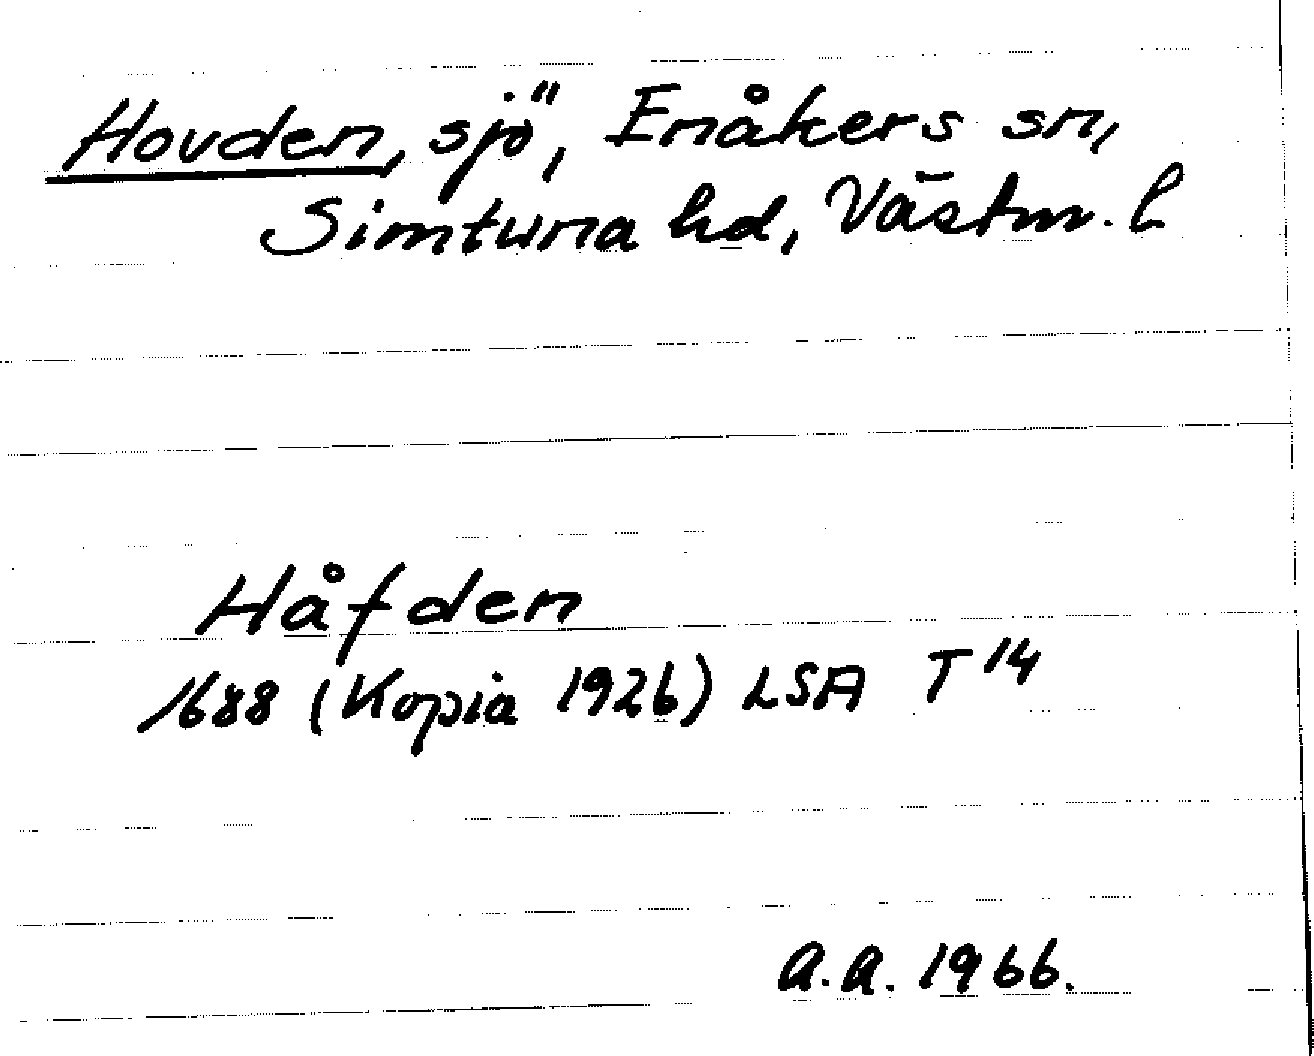 Hovden, sjö, Enåkers sn,
Simtuna hd, Västm. l
Håfden
1688 (Kopia 1926) LSA T 14
A.A. 1966.